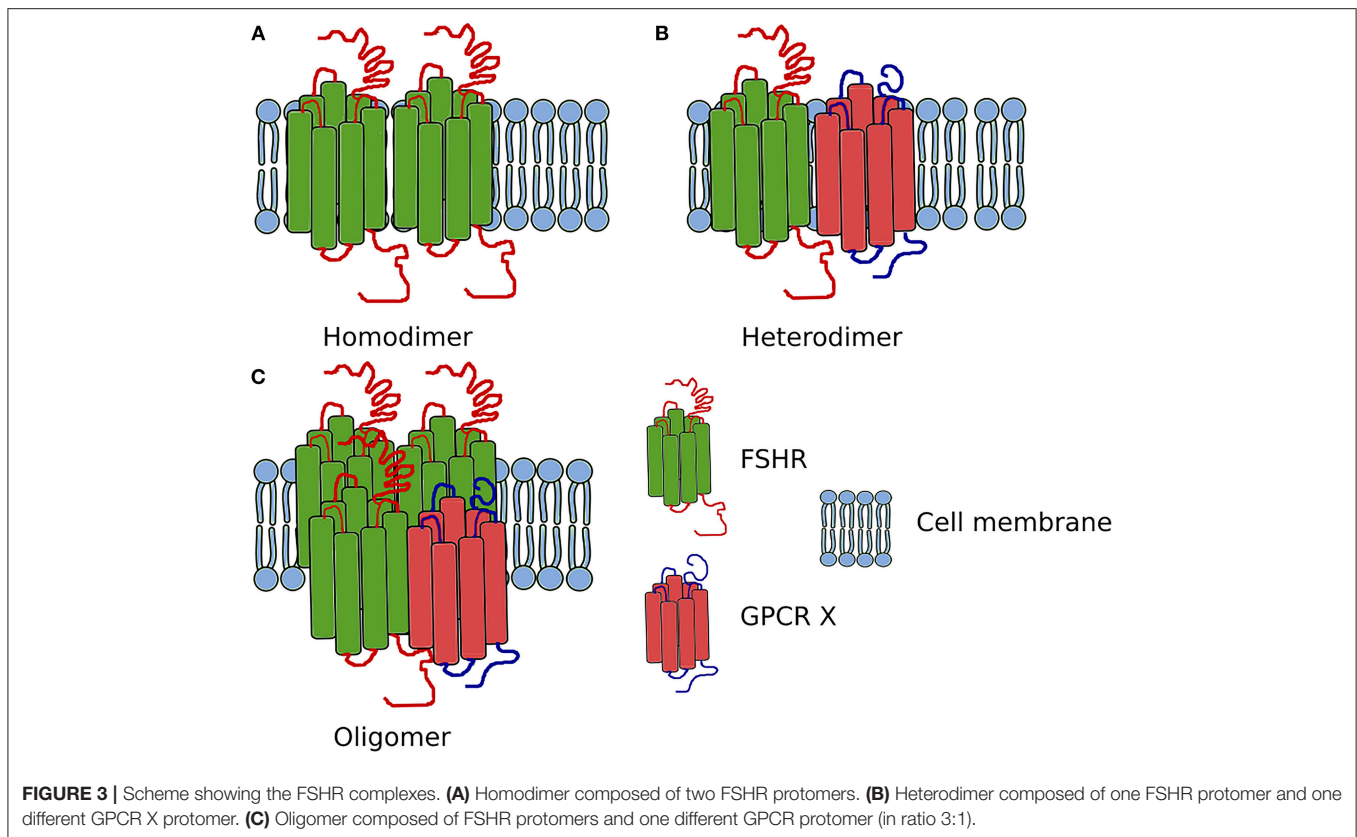 A
B
Homodimer
Heterodimer
C
FSHR
Cell membrane
GPCR X
Oligomer
FIGURE 3 | Scheme showing the FSHR complexes. (A) Homodimer composed of two FSHR protomers. (B) Heterodimer composed of one FSHR protomer and one
different GPCR X protomer. (C) Oligomer composed of FSHR protomers and one different GPCR protomer (in ratio 3:1).